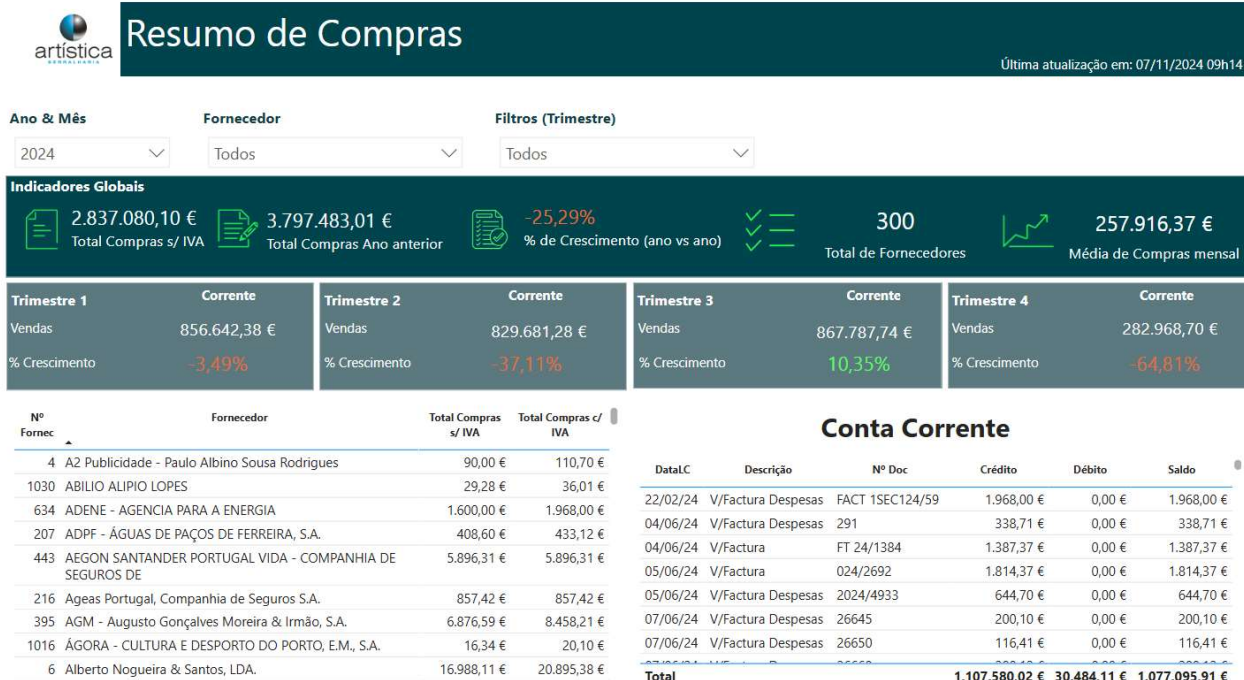 artística
SERRALHARIA
Resumo de Compras
Última atualização em: 07/11/2024 09h14
Ano & Mês Fornecedor Filtros (Trimestre)
2024 Todos Todos
Indicadores Globais
2.837.080,10 € 3.797.483,01 € -25,29% 300 257.916,37 €
Total Compras s/ IVA Total Compras Ano anterior % de Crescimento (ano vs ano) Total de Fornecedores Média de Compras mensal
Trimestre 1 Corrente
Vendas 856.642,38 €
% Crescimento -3,49%
Trimestre 2 Corrente
Vendas 829.681,28 €
% Crescimento -37,11%
Trimestre 3 Corrente
Vendas 867.787,74 €
% Crescimento 10,35%
Trimestre 4 Corrente
Vendas 282.968,70 €
% Crescimento -64,81%
Nº Fornecedor Total Compras Total Compras c/
Fornec s/ IVA IVA
4 A2 Publicidade - Paulo Albino Sousa Rodrigues 90,00 € 110,70 €
1030 ABILIO ALIPIO LOPES 29,28 € 36,01 €
634 ADENE - AGENCIA PARA A ENERGIA 1.600,00 € 1.968,00 €
207 ADPF - ÁGUAS DE PAÇOS DE FERREIRA, S.A. 408,60 € 433,12 €
443 AEGON SANTANDER PORTUGAL VIDA - COMPANHIA DE 5.896,31 € 5.896,31 €
SEGUROS DE
216 Ageas Portugal, Companhia de Seguros S.A. 857,42 € 857,42 €
395 AGM - Augusto Gonçalves Moreira & Irmão, S.A. 6.876,59 € 8.458,21 €
1016 ÁGORA - CULTURA E DESPORTO DO PORTO, E.M., S.A. 16,34 € 20,10 €
6 Alberto Nogueira & Santos, LDA. 16.988,11 € 20.895,38 €
Conta Corrente
DataLC Descrição Nº Doc Crédito Débito Saldo
22/02/24 V/Factura Despesas FACT 1SEC124/59 1.968,00 € 0,00 € 1.968,00 €
04/06/24 V/Factura Despesas 291 338,71 € 0,00 € 338,71 €
04/06/24 V/Factura FT 24/1384 1.387,37 € 0,00 € 1.387,37 €
05/06/24 V/Factura 024/2692 1.814,37 € 0,00 € 1.814,37 €
05/06/24 V/Factura Despesas 2024/4933 644,70 € 0,00 € 644,70 €
07/06/24 V/Factura Despesas 26645 200,10 € 0,00 € 200,10 €
07/06/24 V/Factura Despesas 26650 116,41 € 0,00 € 116,41 €
Total 1.107.580,02 € 30.484,11 € 1.077.095,91 €